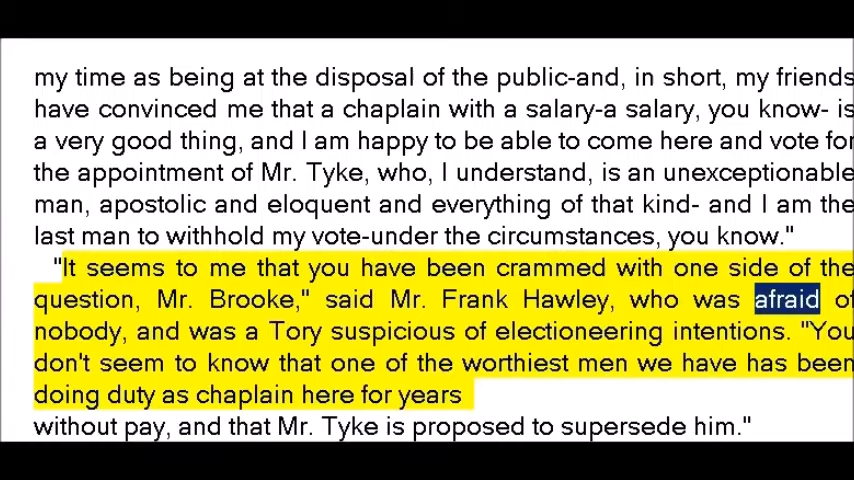 my time as being at the disposal of the public-and, in short, my friends
have convinced me that a chaplain with a salary-a salary, you know- is
a very good thing, and I am happy to be able to come here and vote for
the appointment of Mr. Tyke, who, I understand, is an unexceptionable
man, apostolic and eloquent and everything of that kind- and I am the
last man to withhold my vote-under the circumstances, you know."
"It seems to me that you have been crammed with one side of the
question, Mr. Brooke," said Mr. Frank Hawley, who was afraid of
nobody, and was a Tory suspicious of electioneering intentions. "You
don't seem to know that one of the worthiest men we have has been
doing duty as chaplain here for years
without pay, and that Mr. Tyke is proposed to supersede him."